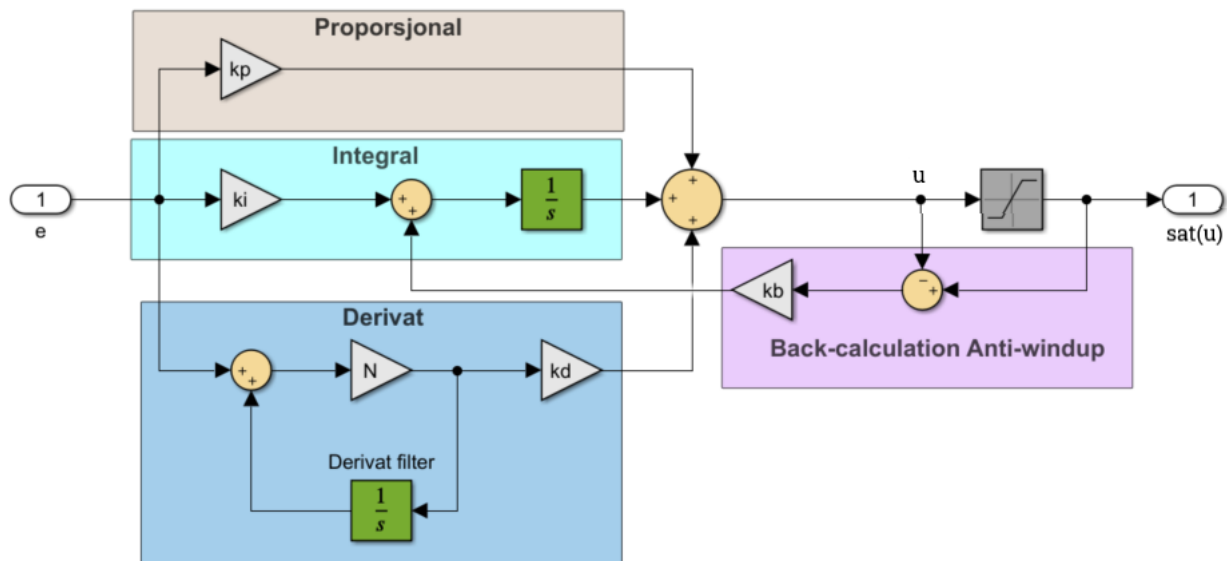 Proporsjonal
kp
+
Integral
1
e
ki
+
+
1
s
+
+
+
u
1
sat(u)
kb
−
+
Back-calculation Anti-windup
Derivat
+
+
N
kd
Derivat filter
1
s